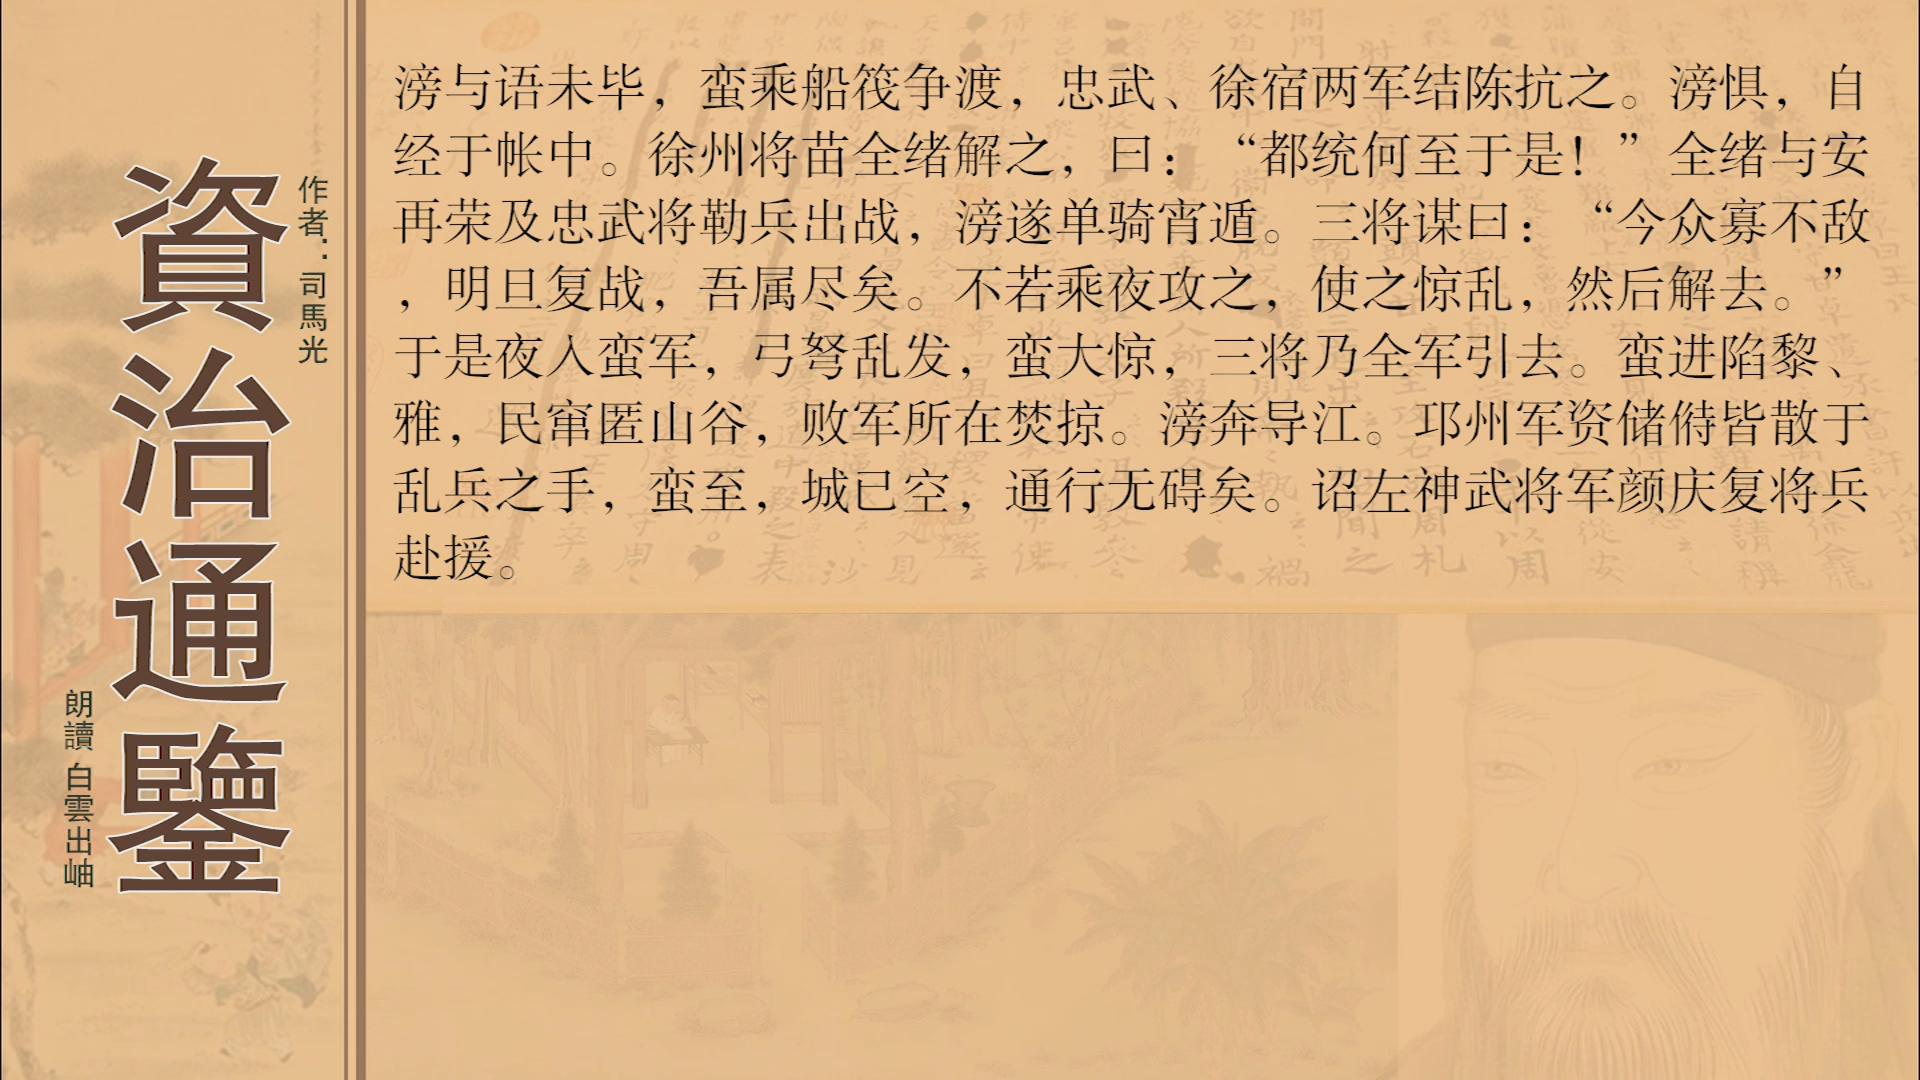 資治通鑒
作者：司馬光
朗讀 白雲出岫
滂与语未毕，蛮乘船筏争渡，忠武、徐宿两军结陈抗之。滂惧，自
经于帐中。徐州将苗全绪解之，曰：“都统何至于是！”全绪与安
再荣及忠武将勒兵出战，滂遂单骑宵遁。三将谋曰：“今众寡不敌
，明旦复战，吾属尽矣。不若乘夜攻之，使之惊乱，然后解去。”
于是夜入蛮军，弓弩乱发，蛮大惊，三将乃全军引去。蛮进陷黎、
雅，民窜匿山谷，败军所在焚掠。滂奔导江。邛州军资储偫皆散于
乱兵之手，蛮至，城已空，通行无碍矣。诏左神武将军颜庆复将兵
赴援。